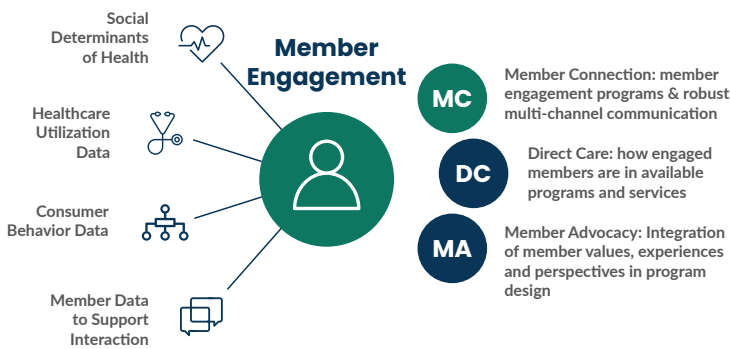 Social
Determinants
of Health
Member
Engagement
Healthcare
Utilization
Data
Consumer
Behavior Data
Member Data
to Support
Interaction
MC
Member Connection: member
engagement programs & robust
multi-channel communication
DC
Direct Care: how engaged
members are in available
programs and services
MA
Member Advocacy: Integration
of member values, experiences
and perspectives in program
design